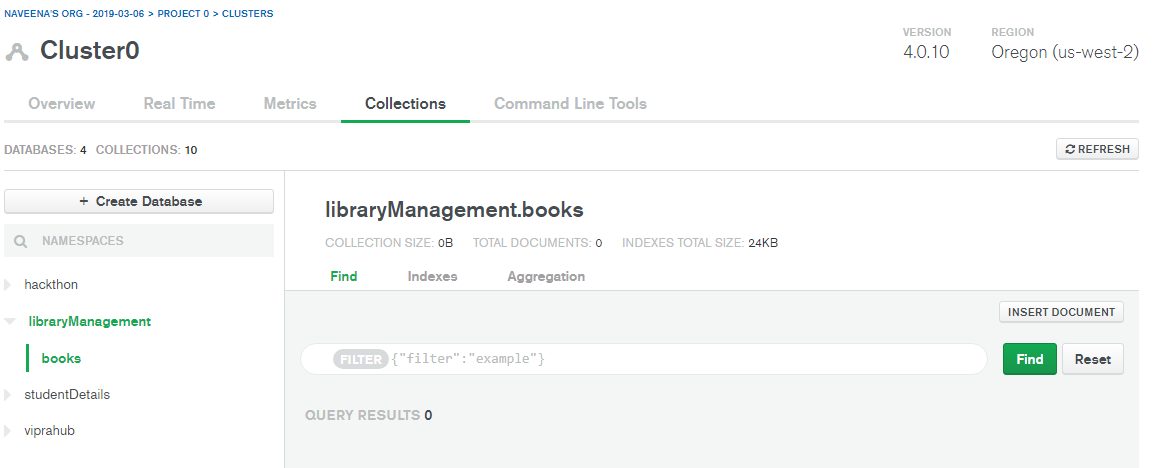 NAVEENA'S ORG - 2019-03-06 > PROJECT 0 > CLUSTERS
Cluster0
VERSION
4.0.10
REGION
Oregon (us-west-2)
Overview Real Time Metrics Collections Command Line Tools
DATABASES: 4 COLLECTIONS: 10
REFRESH
+ Create Database
NAMESPACES
hackthon
libraryManagement
books
studentDetails
viprahub
libraryManagement.books
COLLECTION SIZE: 0B TOTAL DOCUMENTS: 0 INDEXES TOTAL SIZE: 24KB
Find Indexes Aggregation
INSERT DOCUMENT
FILTER {"filter":"example"}
Find Reset
QUERY RESULTS 0